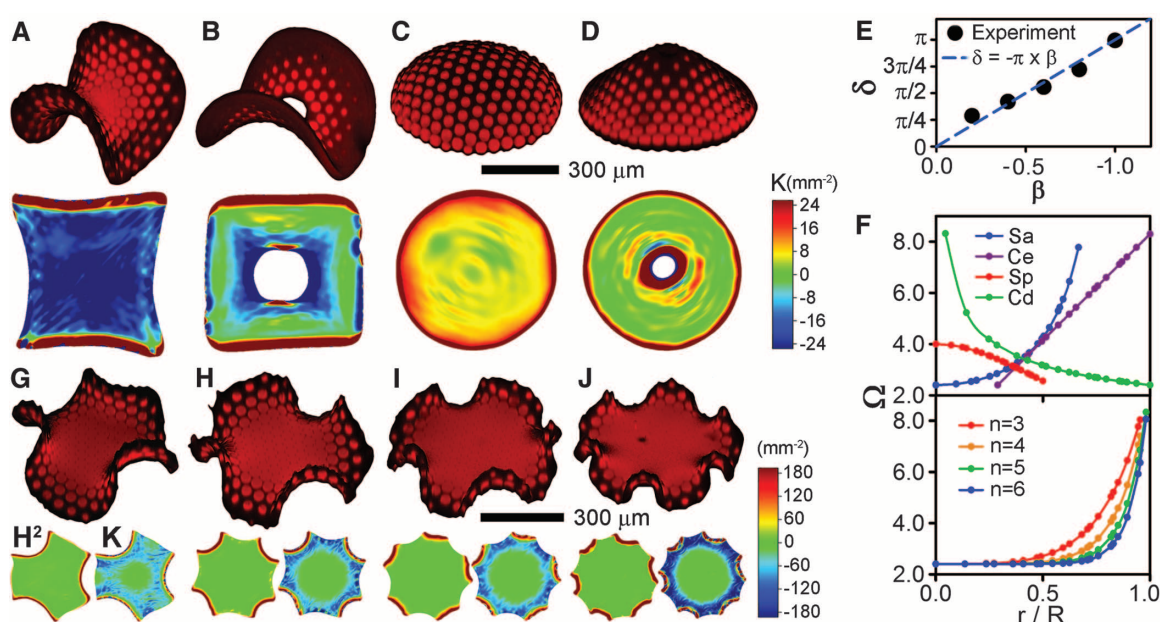 A
B
C
D
300 μm
K(mm-2)
24
16
8
0
-8
-16
-24
E
δ
π
3π/4
π/2
π/4
0
Experiment
δ = -π x β
0.0
-0.5
-1.0
β
F
Ω
8.0
6.0
4.0
2.0
Sa
Ce
Sp
Cd
8.0
6.0
4.0
2.0
n=3
n=4
n=5
n=6
0.0
0.5
1.0
r / R
G
H
I
J
300 μm
(mm-2)
180
120
60
0
-60
-120
-180
H²
K